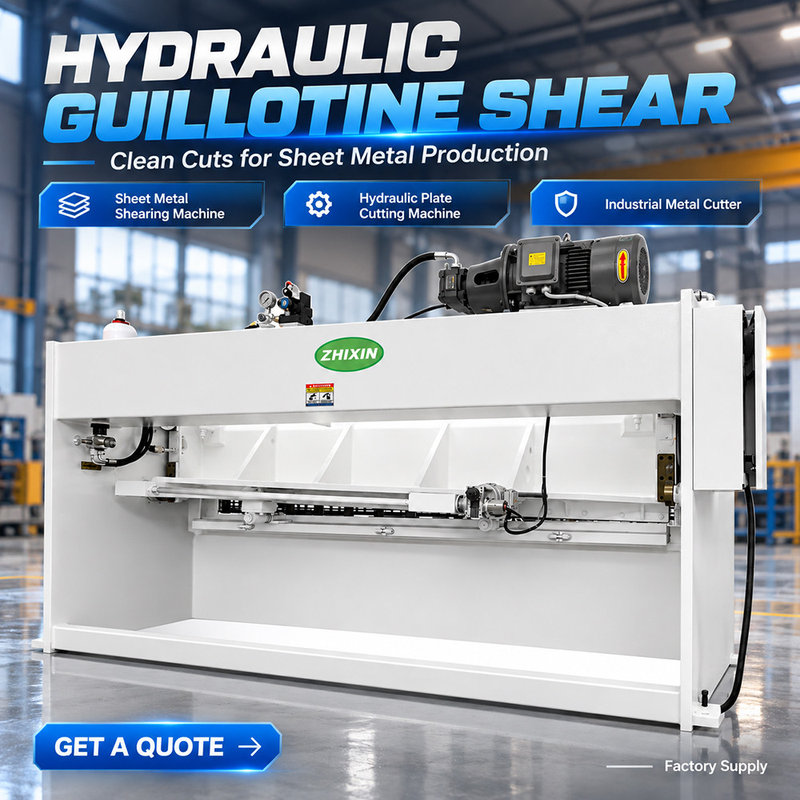 HYDRAULIC
GUILLOTINE SHEAR
Clean Cuts for Sheet Metal Production
Sheet Metal
Shearing Machine
Hydraulic Plate
Cutting Machine
Industrial Metal Cutter
ZHIXIN
GET A QUOTE
Factory Supply